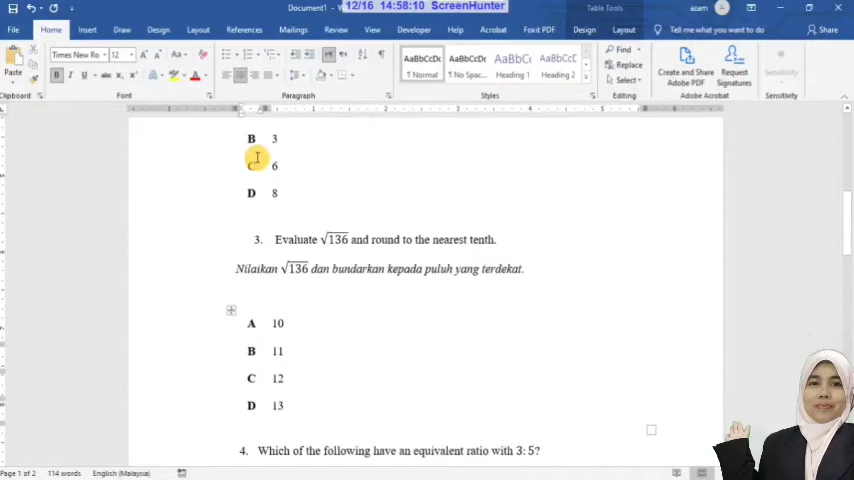 12/16 14:58:10 ScreenHunter
Document1 -
Table Tools
azam
File Home Insert Draw Design Layout References Mailings Review View Developer Help Acrobat Foxit PDF Design Layout Tell me what you want to do Share
Paste
Times New Ro 12
Find
Replace
Select
AaBbCcDc AaBbCcDc AaBbC AaBbCc
¶ Normal ¶ No Spac... Heading 1 Heading 2
Create and Share Adobe PDF
Request Signatures
Sensitivity
Clipboard Font Paragraph Styles Editing Adobe Acrobat Sensitivity
B 3
C 6
D 8
3. Evaluate √136 and round to the nearest tenth.
Nilaikan √136 dan bundarkan kepada puluh yang terdekat.
A 10
B 11
C 12
D 13
4. Which of the following have an equivalent ratio with 3: 5?
Page 1 of 2 114 words English (Malaysia)